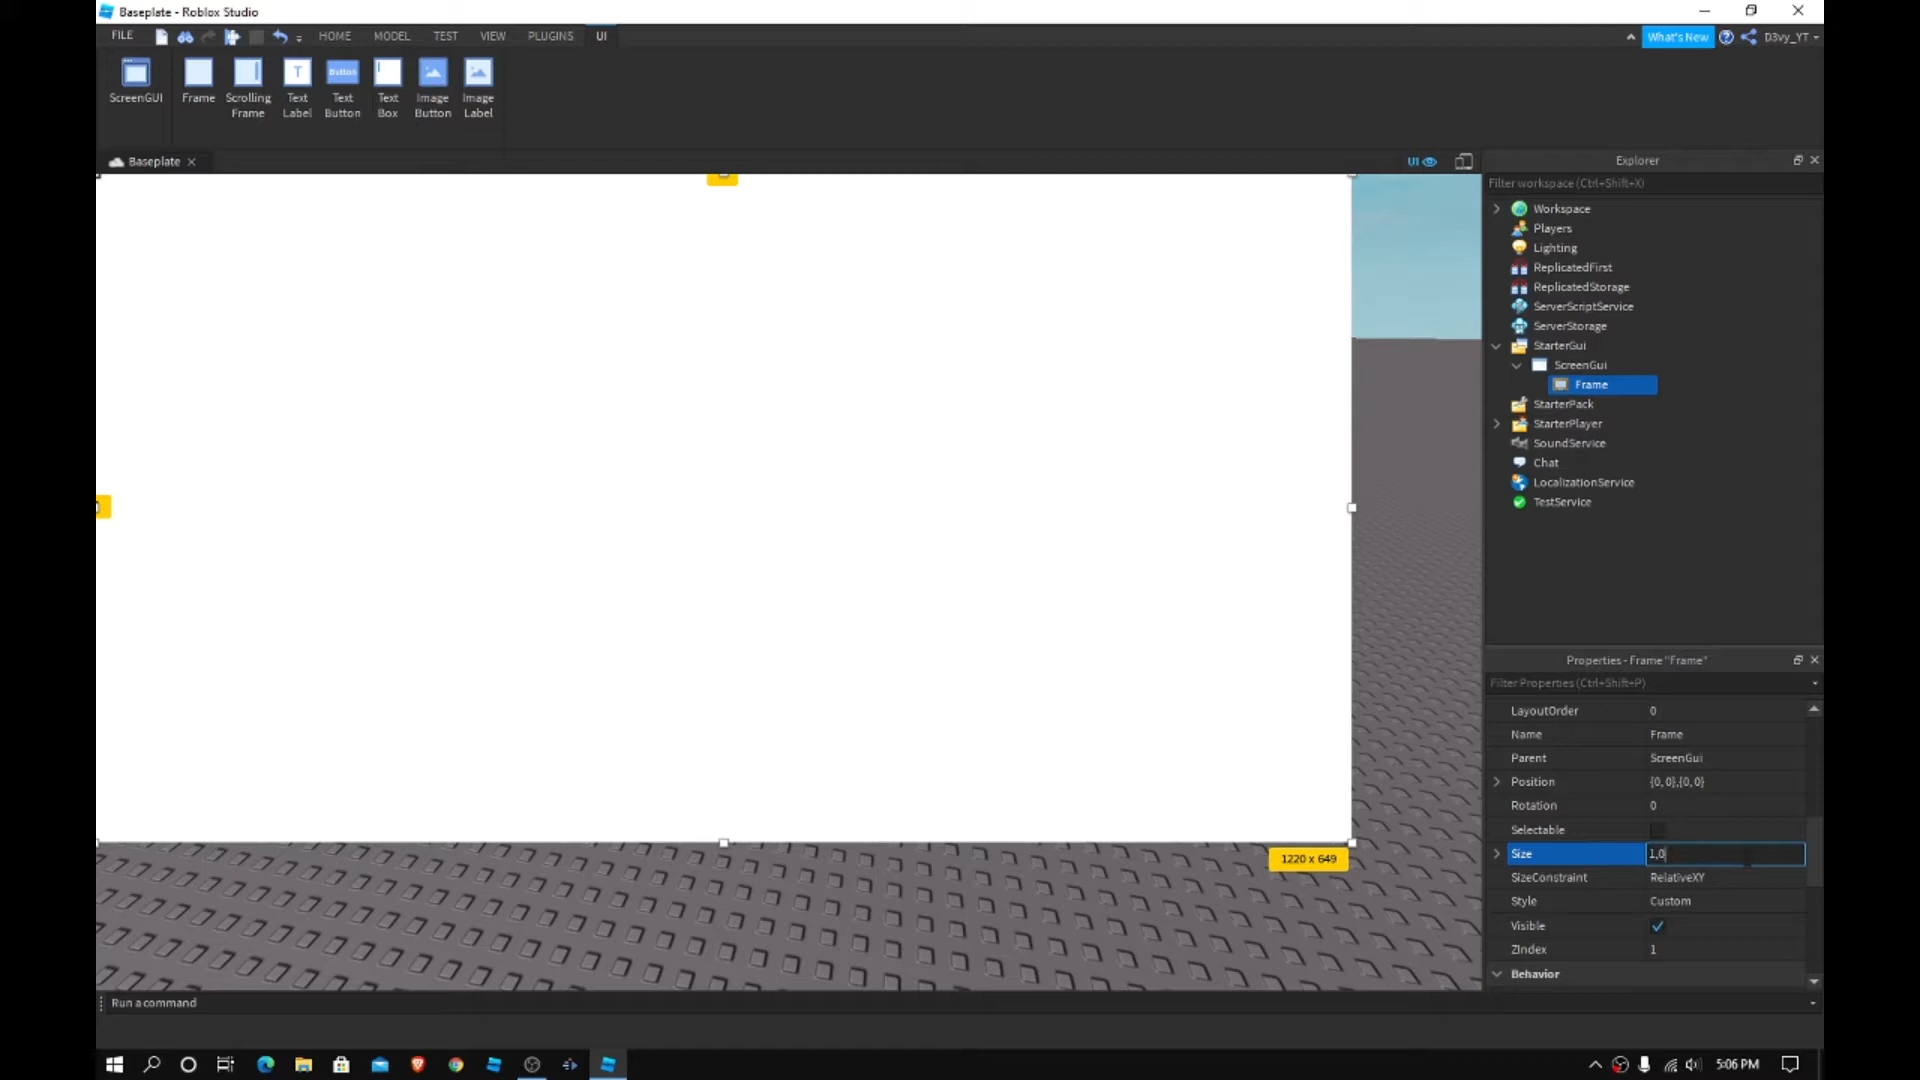 Baseplate - Roblox Studio
FILE HOME MODEL TEST VIEW PLUGINS UI
What's New D3vy_YT
ScreenGUI Frame Scrolling Frame Text Label Text Button Text Box Image Button Image Label
T Button
Baseplate
UI
Explorer
Filter workspace (Ctrl+Shift+X)
Workspace
Players
Lighting
ReplicatedFirst
ReplicatedStorage
ServerScriptService
ServerStorage
StarterGui
ScreenGui
Frame
StarterPack
StarterPlayer
SoundService
Chat
LocalizationService
TestService
1220 x 649
Properties - Frame "Frame"
Filter Properties (Ctrl+Shift+P)
LayoutOrder 0
Name Frame
Parent ScreenGui
Position {0, 0},{0, 0}
Rotation 0
Selectable
Size 1,0
SizeConstraint RelativeXY
Style Custom
Visible
ZIndex 1
Behavior
Run a command
5:06 PM